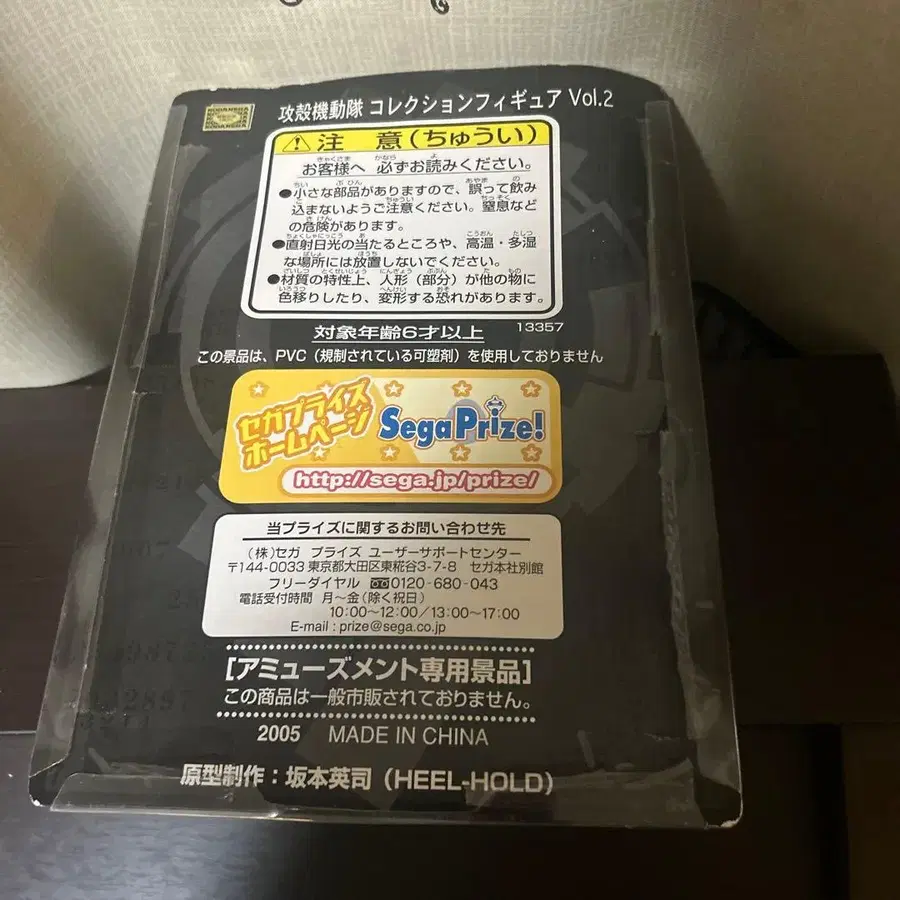 攻殻機動隊 コレクションフィギュア Vol.2
KODANSHA
注 意(ちゅうい)
お客様へ 必ずお読みください。
●小さな部品がありますので、誤って飲み
込まないようご注意ください。窒息など
の危険があります。
●直射日光の当たるところや、高温・多湿
な場所には放置しないでください。
●材質の特性上、人形(部分)が他の物に
色移りしたり、変形する恐れがあります。
対象年齢6才以上 13357
この景品は、PVC(規制されている可塑剤)を使用しておりません
セガプライズ
ホームページ
SegaPrize!
http://sega.jp/prize/
当プライズに関するお問い合わせ先
(株)セガ プライズ ユーザーサポートセンター
〒144-0033 東京都大田区東糀谷3-7-8 セガ本社別館
フリーダイヤル 0120-680-043
電話受付時間 月～金(除く祝日)
10:00～12:00/13:00～17:00
E-mail : prize@sega.co.jp
[アミューズメント専用景品]
この商品は一般市販されておりません。
2005 MADE IN CHINA
原型制作：坂本英司(HEEL-HOLD)